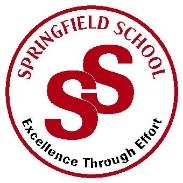 SPRINGFIELD SCHOOL
SS
Excellence Through Effort